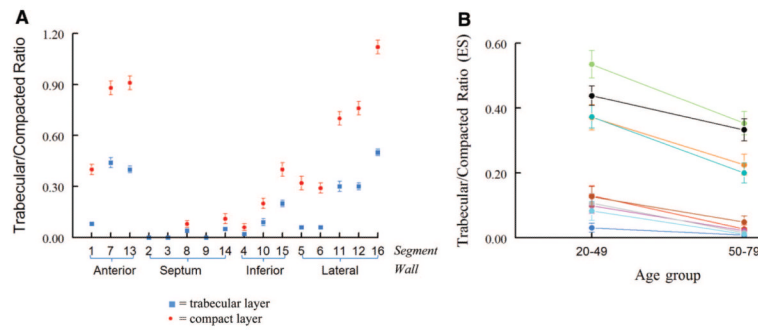 A
Trabecular/Compacted Ratio
1.20
0.90
0.60
0.30
0.00
1 7 13 2 3 8 9 14 4 10 15 5 6 11 12 16 Segment
Anterior Septum Inferior Lateral Wall
= trabecular layer
= compact layer
B
Trabecular/Compacted Ratio (ES)
0.60
0.40
0.20
0.00
20-49 50-79
Age group